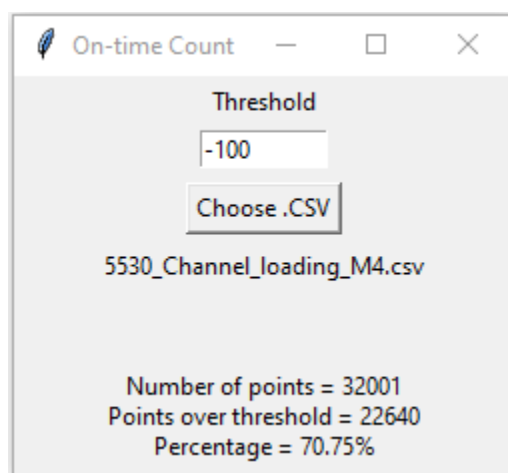 On-time Count
Threshold
-100
Choose .CSV
5530_Channel_loading_M4.csv
Number of points = 32001
Points over threshold = 22640
Percentage = 70.75%